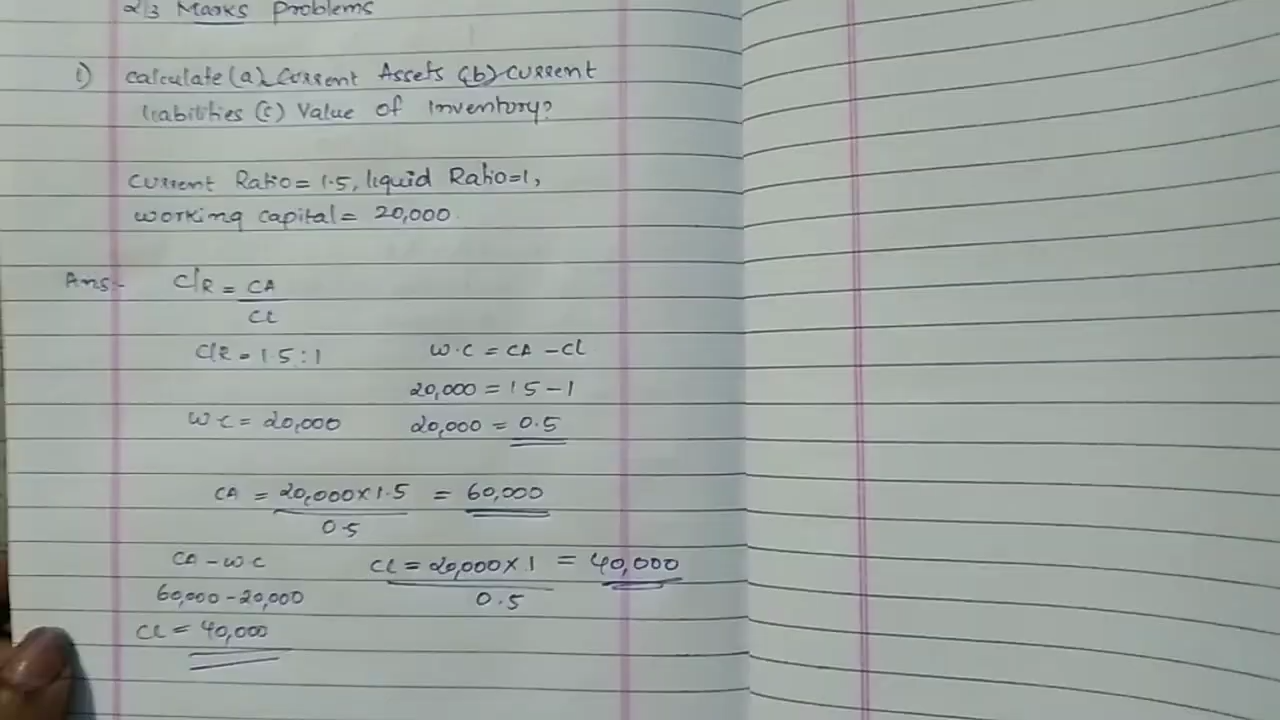 2/3 Marks Problems
1) Calculate (a) Current Assets (b) Current
liabilities (c) Value of Inventory?
Current Ratio = 1.5, liquid Ratio=1,
working capital = 20,000
Ans:- C/R = CA
CL
C/R = 1.5 : 1 W.C = CA - CL
20,000 = 1.5 - 1
WC = 20,000 20,000 = 0.5
CA = 20,000 x 1.5 = 60,000
0.5
CA - WC CL = 20,000 x 1 = 40,000
60,000 - 20,000 0.5
CL = 40,000